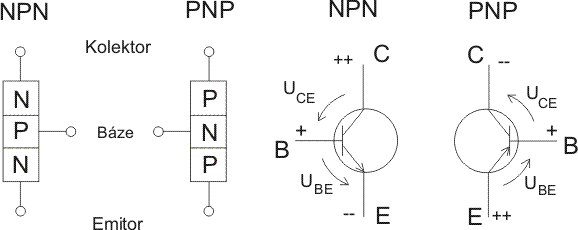 NPN PNP NPN PNP
Kolektor
C C
++ --
N P
U CE U CE
P Báze N
+ +
B B
N P
U BE U BE
-- E E ++
Emitor